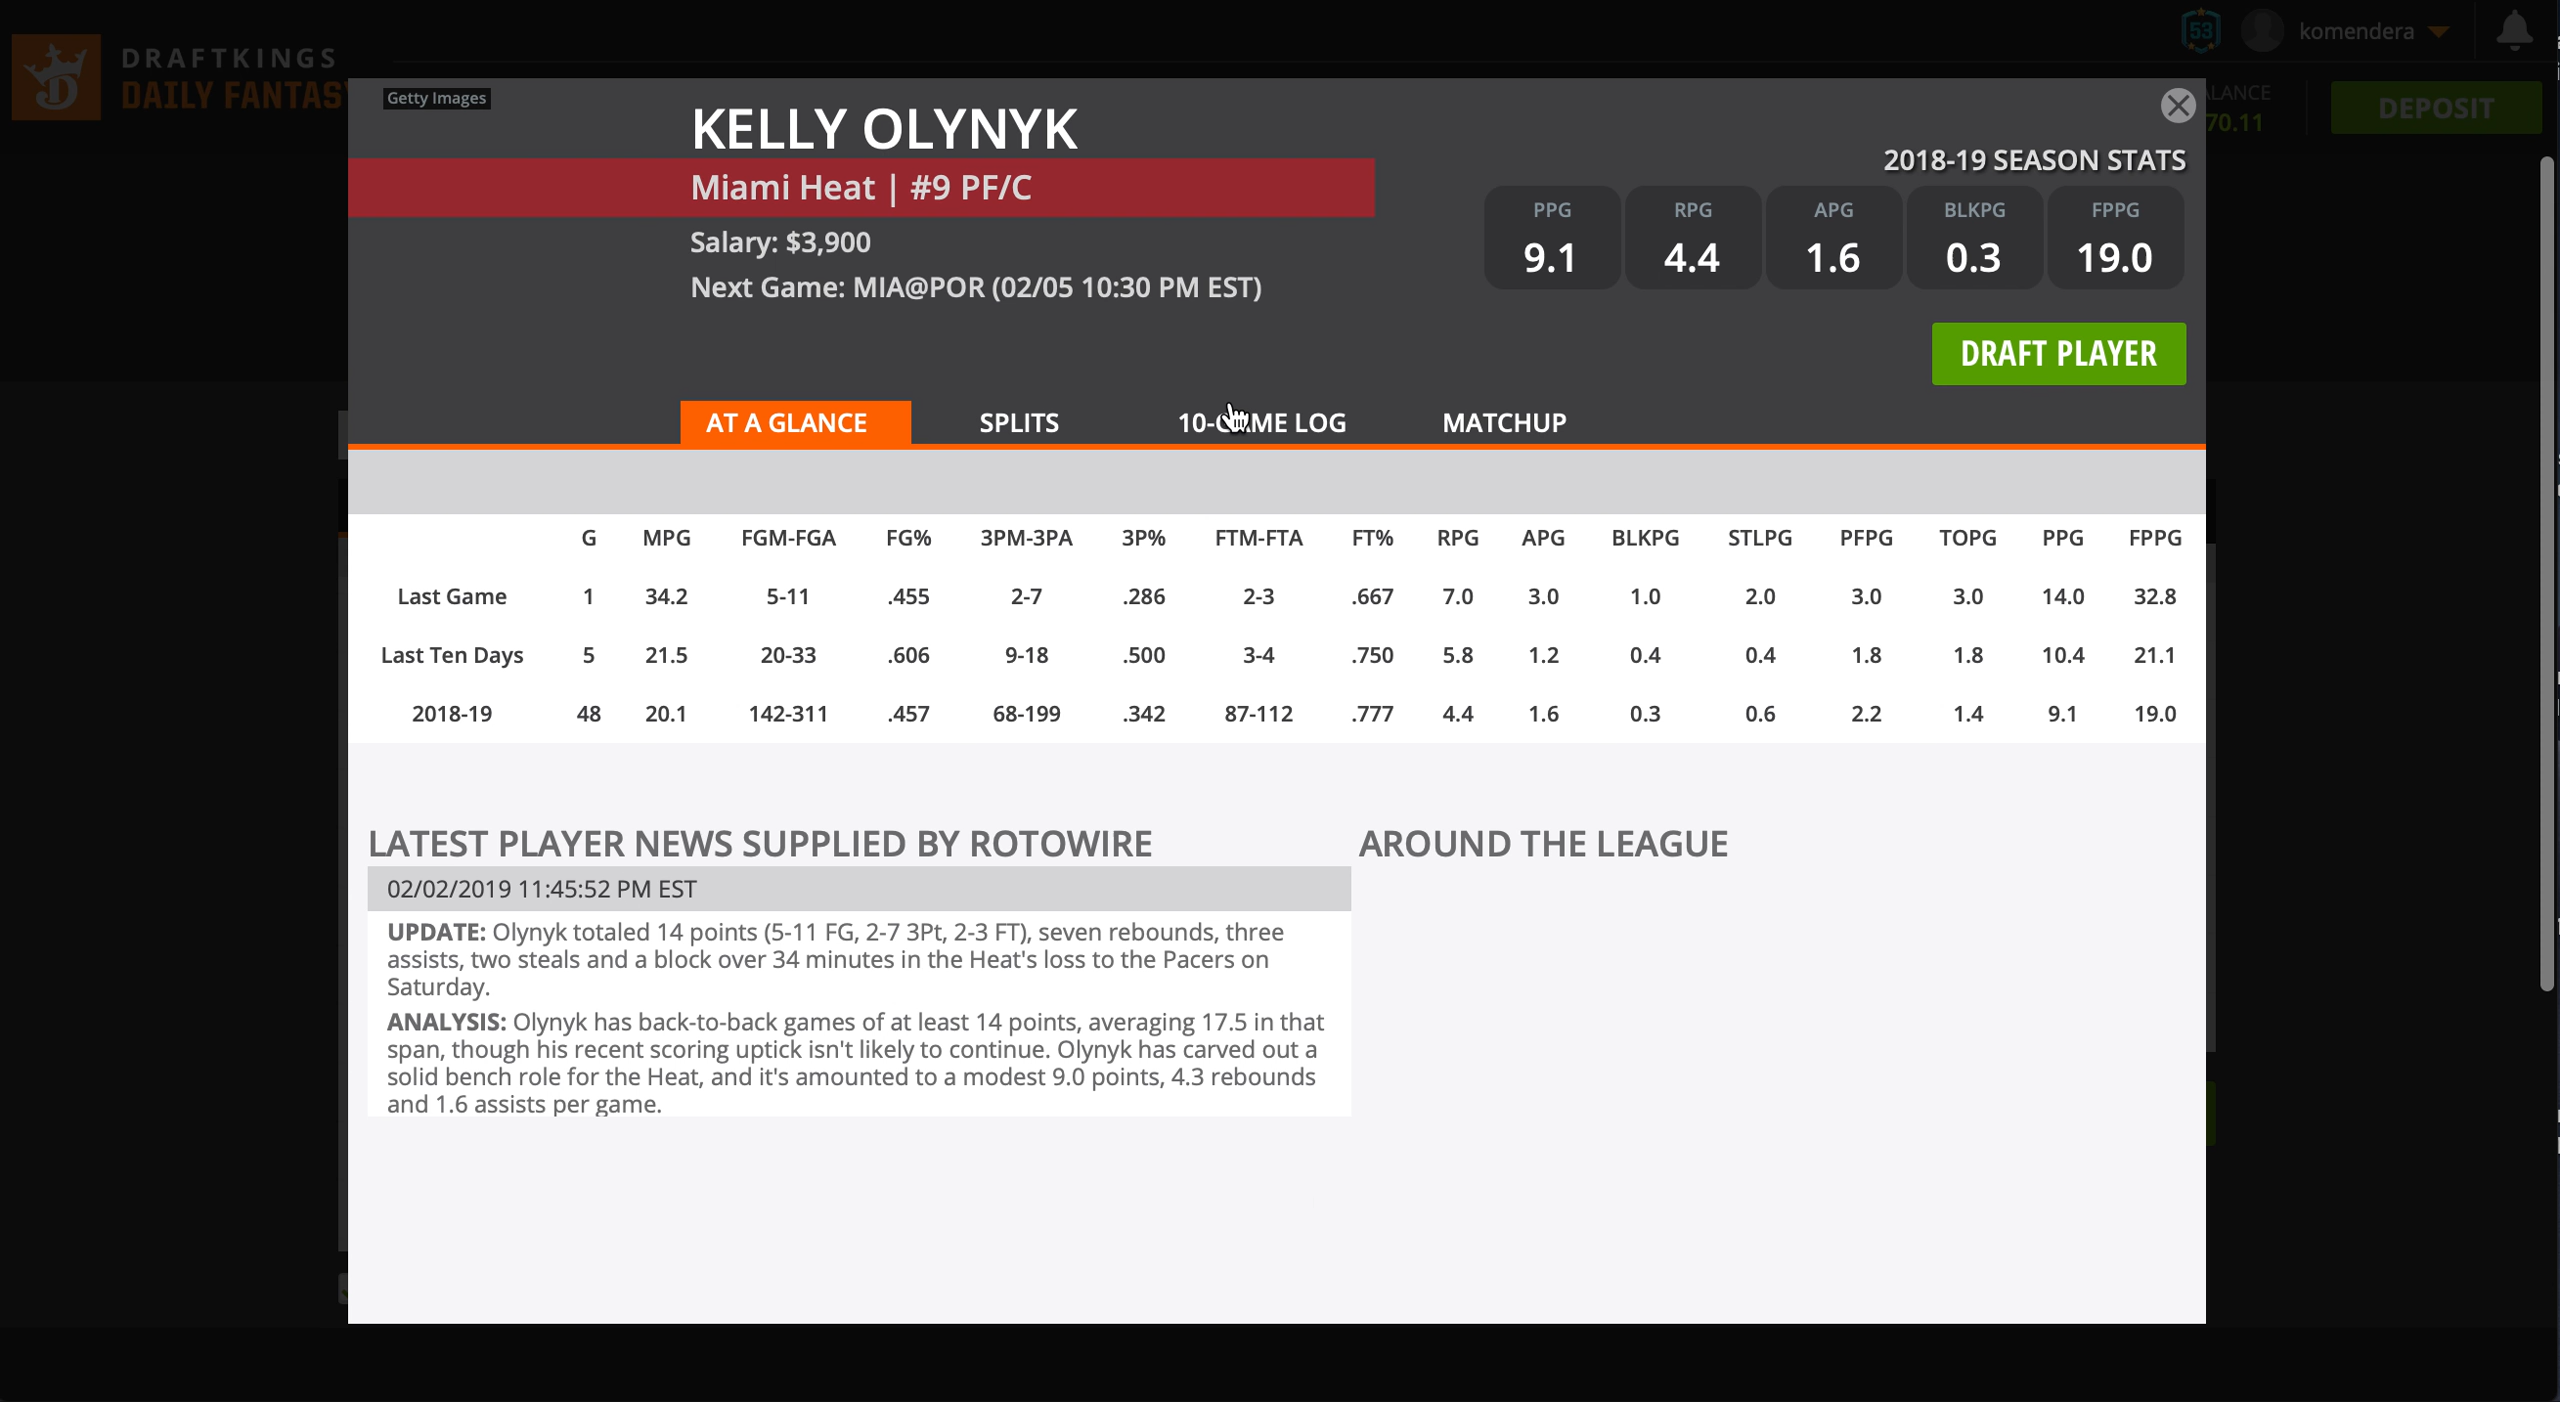 DRAFTKINGS
DAILY FANTAS
53
komendera
LANCE
70.11
DEPOSIT
Getty Images
KELLY OLYNYK
Miami Heat | #9 PF/C
Salary: $3,900
Next Game: MIA@POR (02/05 10:30 PM EST)
2018-19 SEASON STATS
PPG RPG APG BLKPG FPPG
9.1 4.4 1.6 0.3 19.0
DRAFT PLAYER
AT A GLANCE SPLITS 10-GAME LOG MATCHUP
G MPG FGM-FGA FG% 3PM-3PA 3P% FTM-FTA FT% RPG APG BLKPG STLPG PFPG TOPG PPG FPPG
Last Game 1 34.2 5-11 .455 2-7 .286 2-3 .667 7.0 3.0 1.0 2.0 3.0 3.0 14.0 32.8
Last Ten Days 5 21.5 20-33 .606 9-18 .500 3-4 .750 5.8 1.2 0.4 0.4 1.8 1.8 10.4 21.1
2018-19 48 20.1 142-311 .457 68-199 .342 87-112 .777 4.4 1.6 0.3 0.6 2.2 1.4 9.1 19.0
LATEST PLAYER NEWS SUPPLIED BY ROTOWIRE
02/02/2019 11:45:52 PM EST
UPDATE: Olynyk totaled 14 points (5-11 FG, 2-7 3Pt, 2-3 FT), seven rebounds, three
assists, two steals and a block over 34 minutes in the Heat's loss to the Pacers on
Saturday.
ANALYSIS: Olynyk has back-to-back games of at least 14 points, averaging 17.5 in that
span, though his recent scoring uptick isn't likely to continue. Olynyk has carved out a
solid bench role for the Heat, and it's amounted to a modest 9.0 points, 4.3 rebounds
and 1.6 assists per game.
AROUND THE LEAGUE